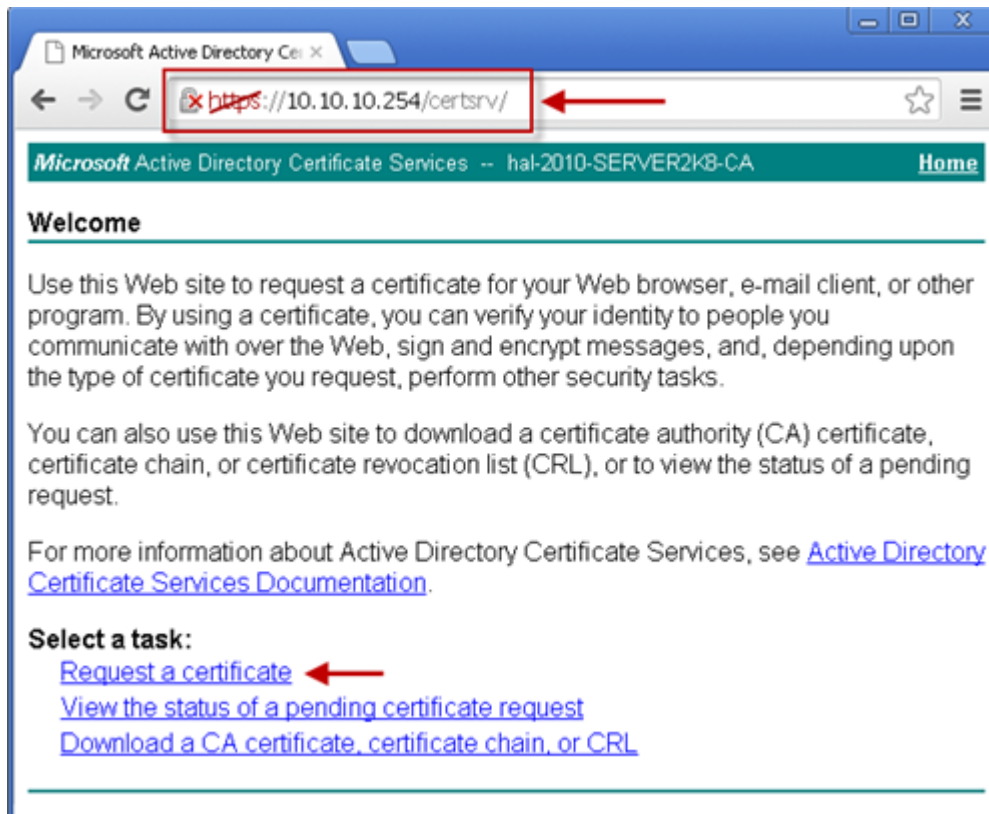 Microsoft Active Directory Cer
https://10.10.10.254/certsrv/
Microsoft Active Directory Certificate Services -- hal-2010-SERVER2K8-CA Home
Welcome
Use this Web site to request a certificate for your Web browser, e-mail client, or other
program. By using a certificate, you can verify your identity to people you
communicate with over the Web, sign and encrypt messages, and, depending upon
the type of certificate you request, perform other security tasks.
You can also use this Web site to download a certificate authority (CA) certificate,
certificate chain, or certificate revocation list (CRL), or to view the status of a pending
request.
For more information about Active Directory Certificate Services, see Active Directory
Certificate Services Documentation.
Select a task:
Request a certificate
View the status of a pending certificate request
Download a CA certificate, certificate chain, or CRL